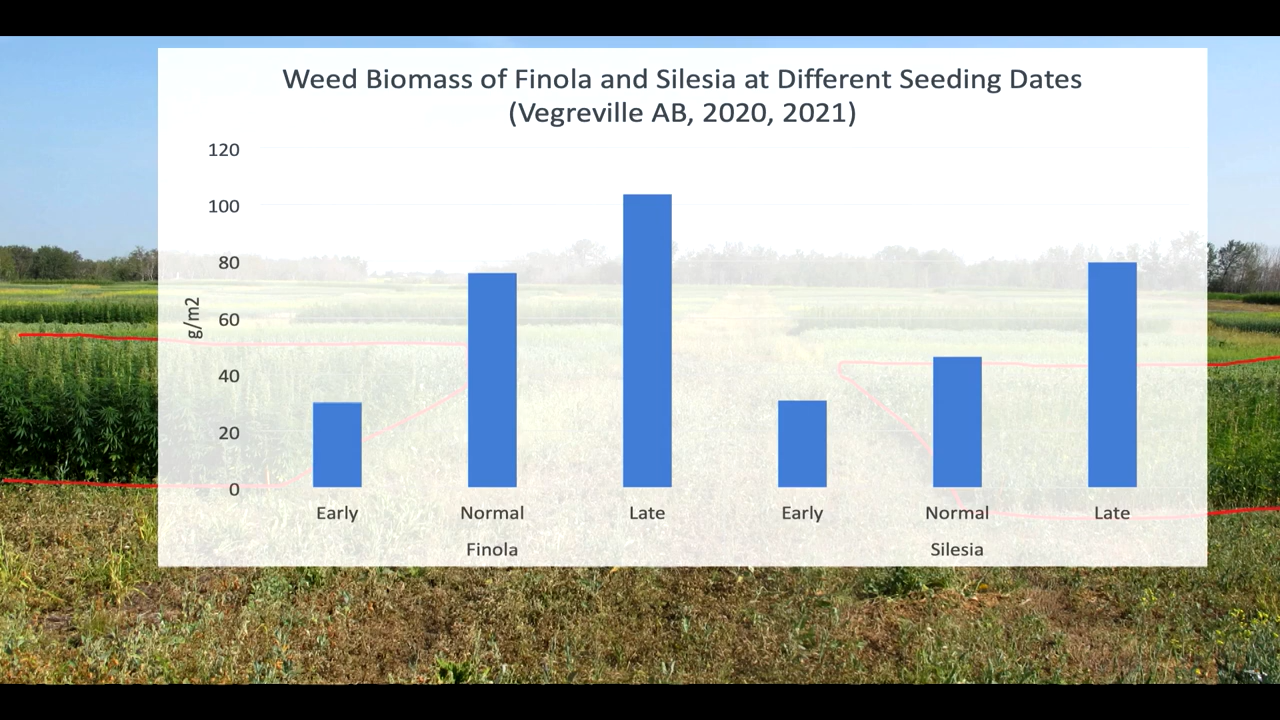 Weed Biomass of Finola and Silesia at Different Seeding Dates
(Vegreville AB, 2020, 2021)
120
100
80
60
40
20
0
g/m2
Early Normal Late Early Normal Late
Finola Silesia